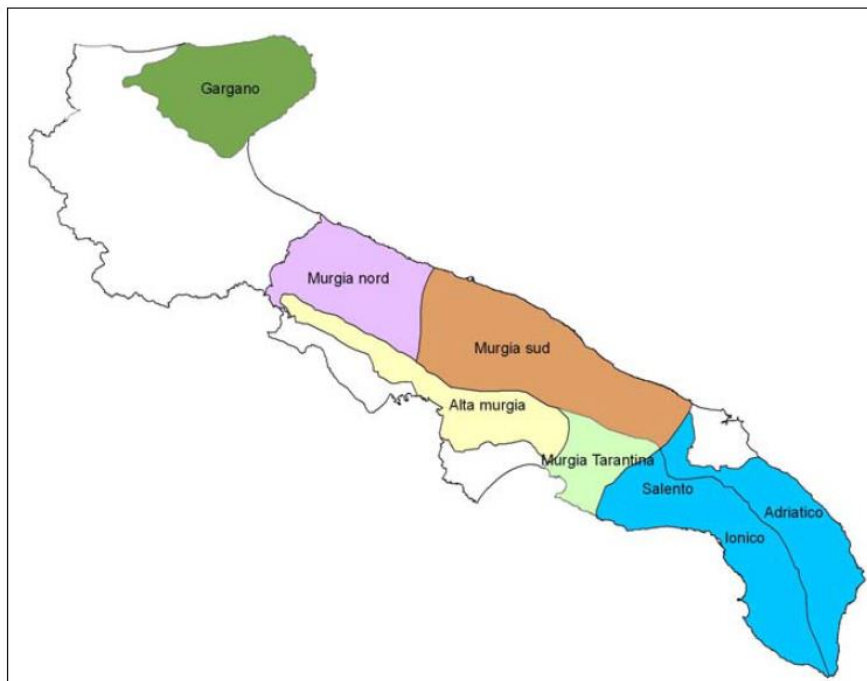 Gargano
Murgia nord
Murgia sud
Alta murgia
Murgia Tarantina
Salento
Adriatico
Ionico